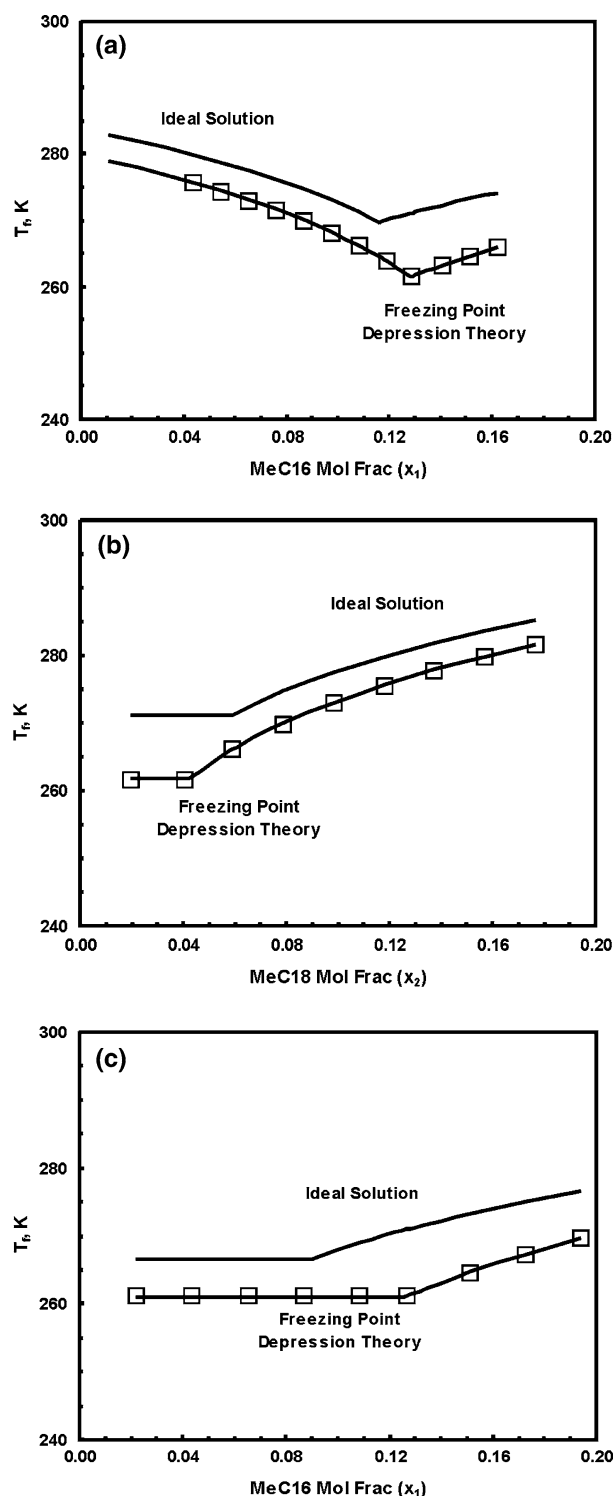 (a)
300
280
260
240
T_f, K
Ideal Solution
Freezing Point
Depression Theory
0.00 0.04 0.08 0.12 0.16 0.20
MeC16 Mol Frac (x₁)
(b)
300
280
260
240
T_f, K
Ideal Solution
Freezing Point
Depression Theory
0.00 0.04 0.08 0.12 0.16 0.20
MeC18 Mol Frac (x₂)
(c)
300
280
260
240
T_f, K
Ideal Solution
Freezing Point
Depression Theory
0.00 0.04 0.08 0.12 0.16 0.20
MeC16 Mol Frac (x₁)